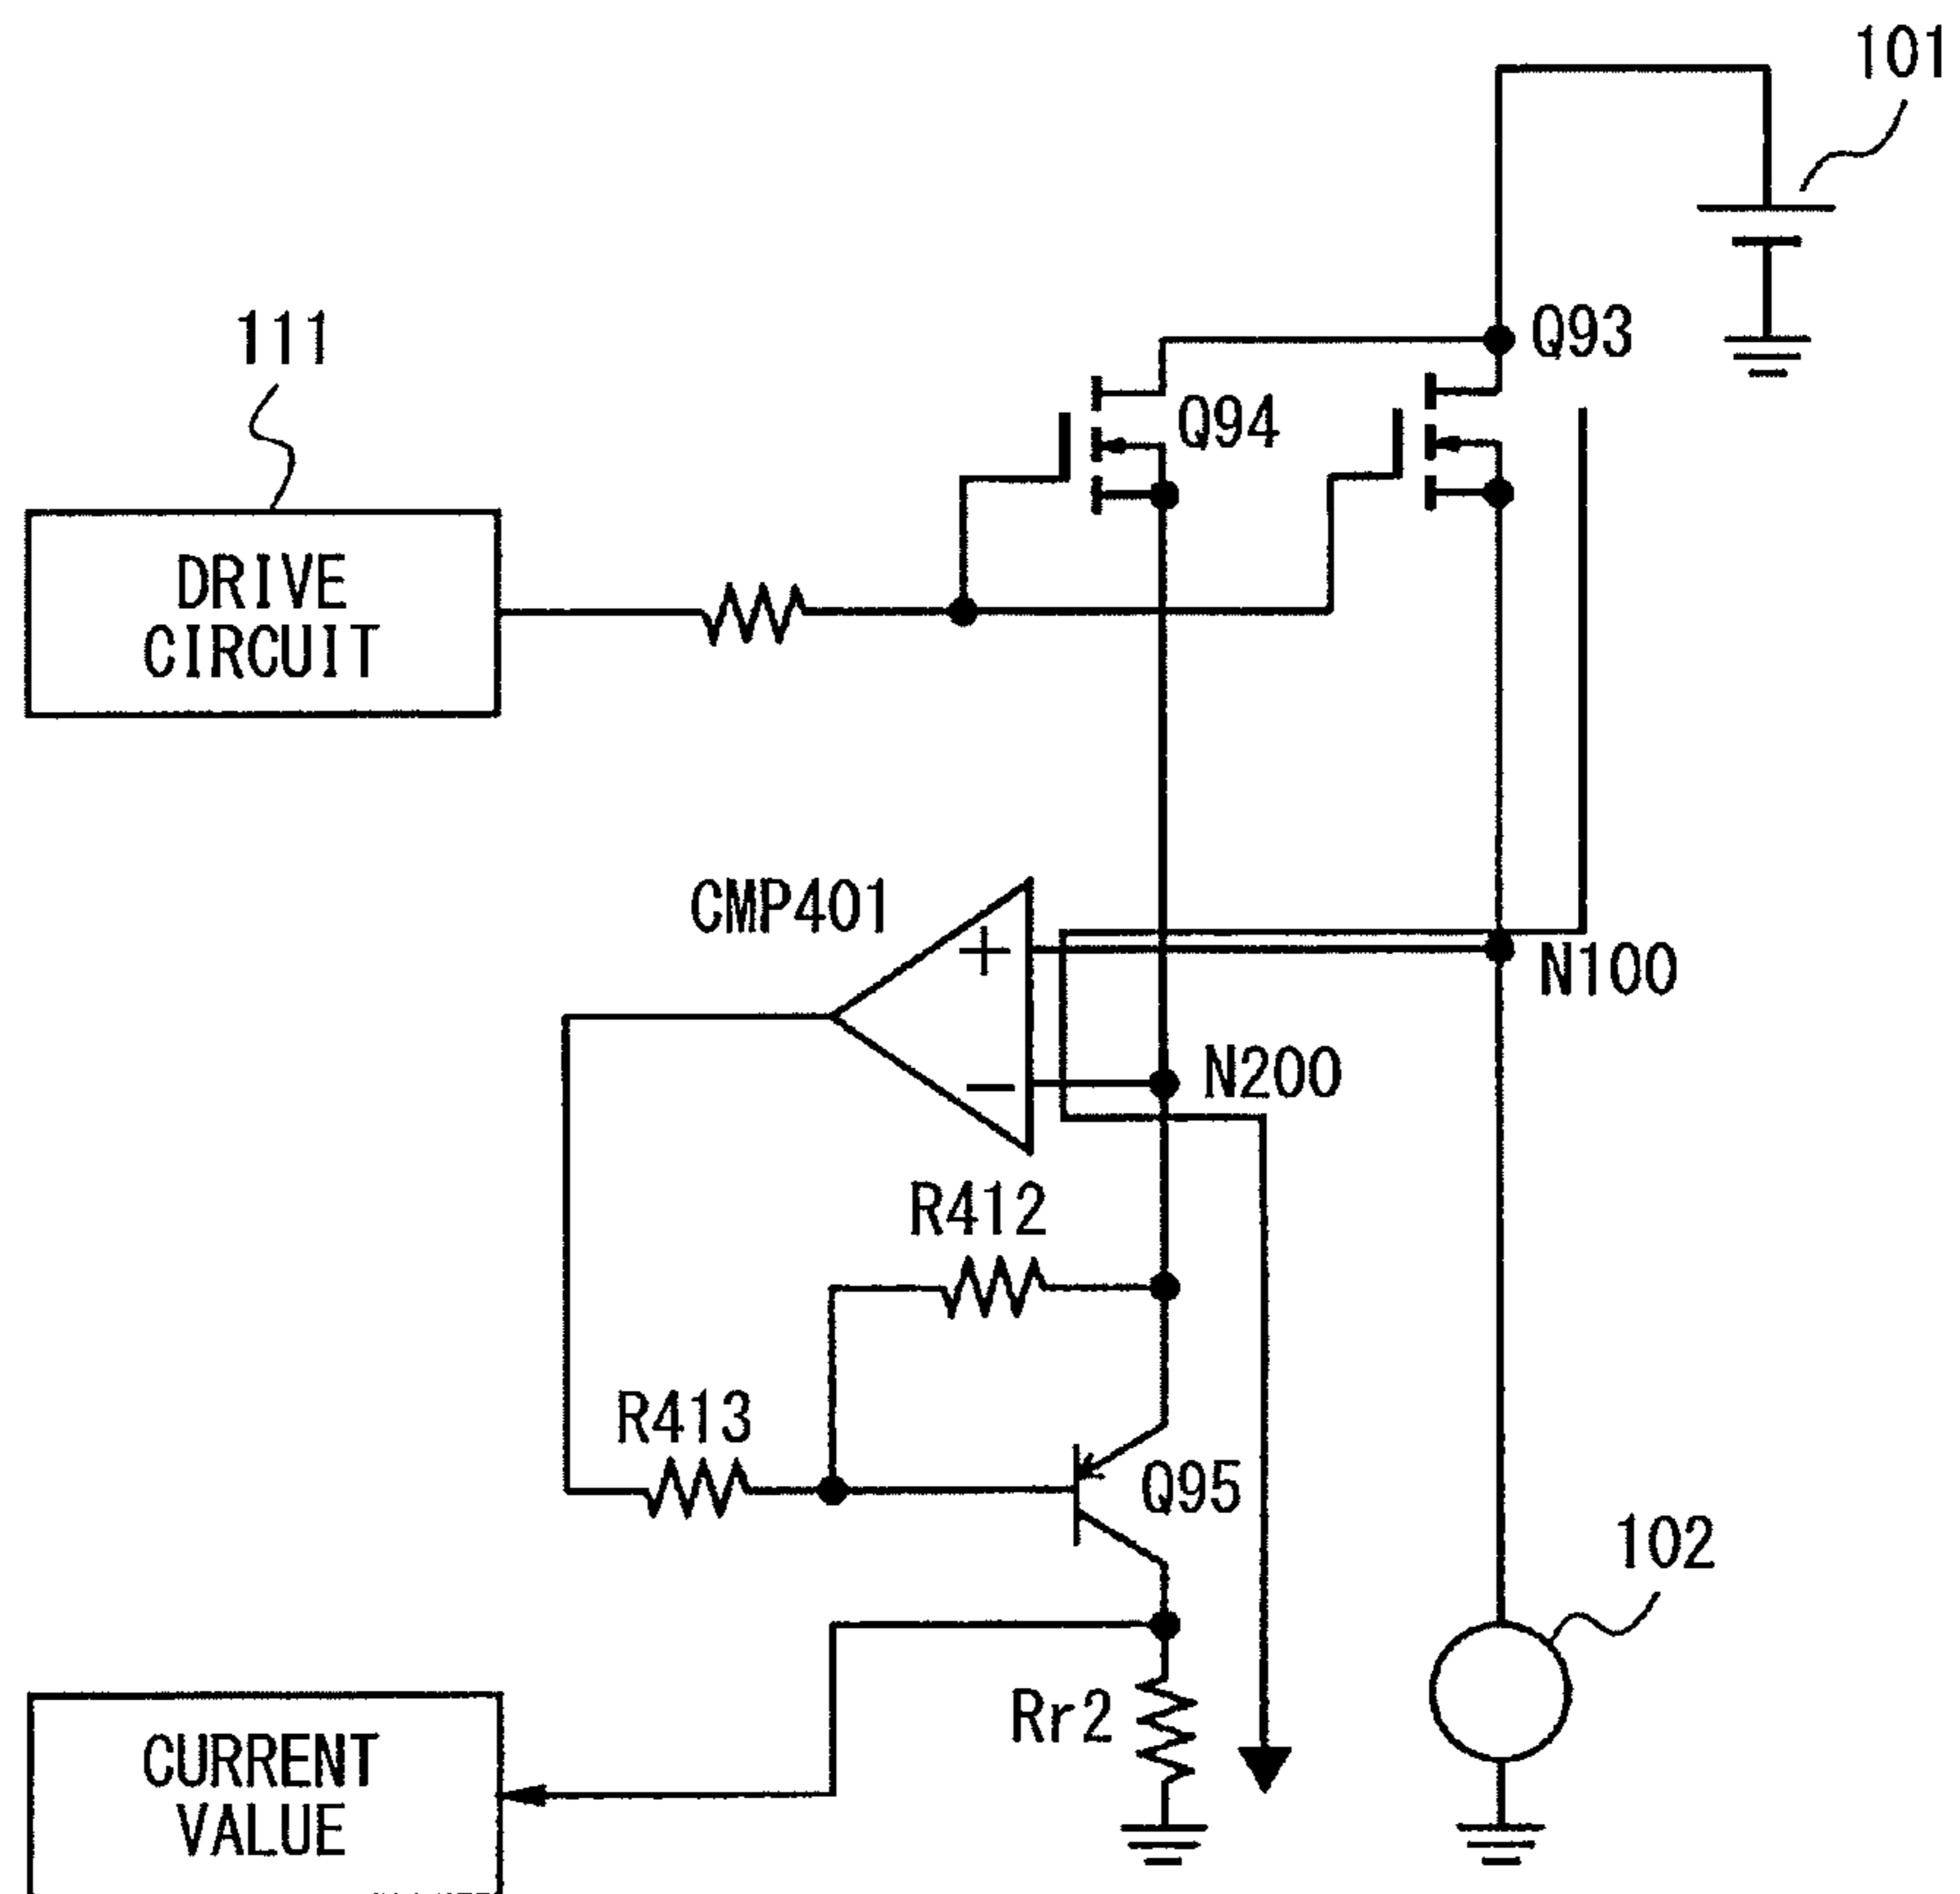 101
Q93
111
Q94
DRIVE
CIRCUIT
CMP401
+
N100
−
N200
R412
R413
Q95
102
Rr2
CURRENT
VALUE